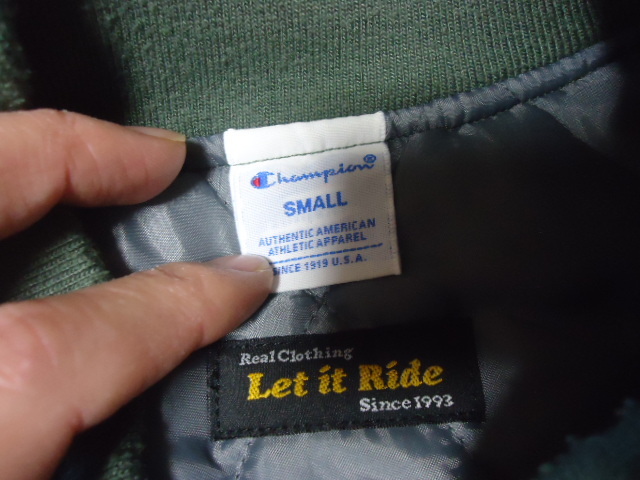 Champion®
SMALL
AUTHENTIC AMERICAN
ATHLETIC APPAREL
SINCE 1919 U.S.A.
Real Clothing
Let it Ride
Since 1993